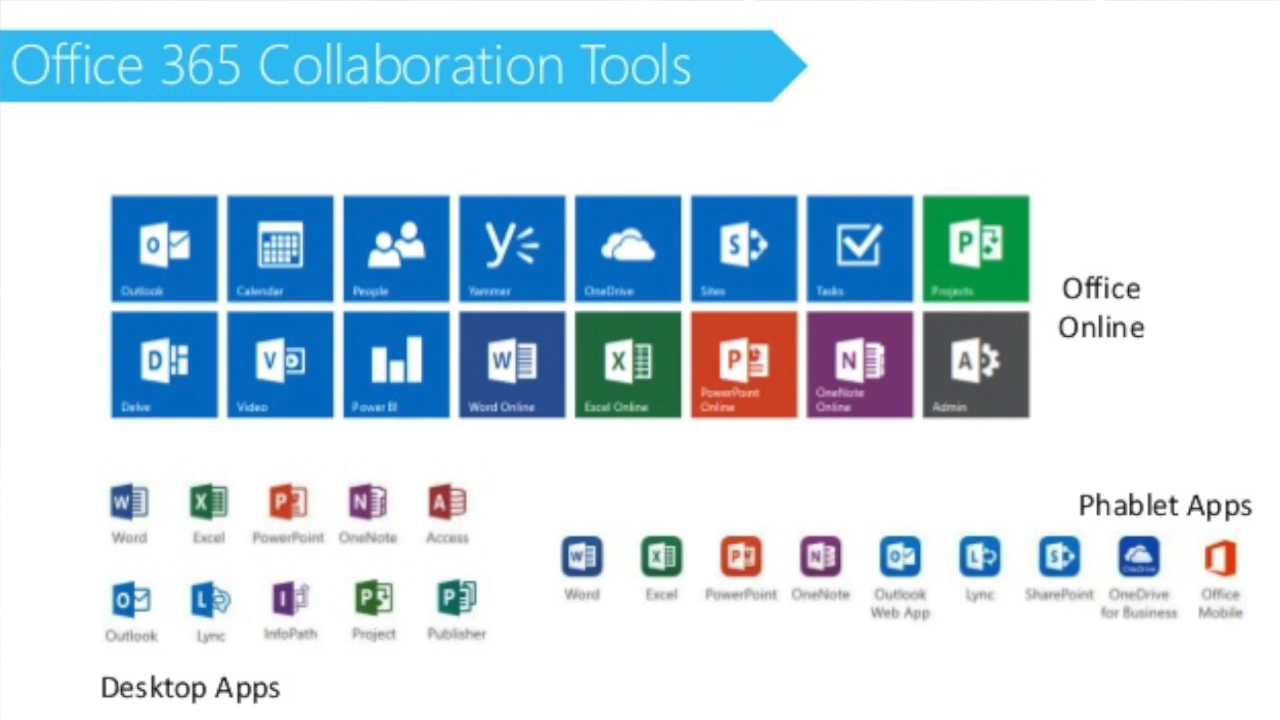 Office 365 Collaboration Tools
Outlook
Calendar
People
Yammer
OneDrive
Sites
Tasks
Projects
Office
Online
Delve
Video
Power BI
Word Online
Excel Online
PowerPoint
Online
OneNote
Online
Admin
Word
Excel
PowerPoint
OneNote
Access
Outlook
Lync
InfoPath
Project
Publisher
Desktop Apps
Phablet Apps
Word
Excel
PowerPoint
OneNote
Outlook
Web App
Lync
SharePoint
OneDrive
OneDrive
for Business
Office
Mobile